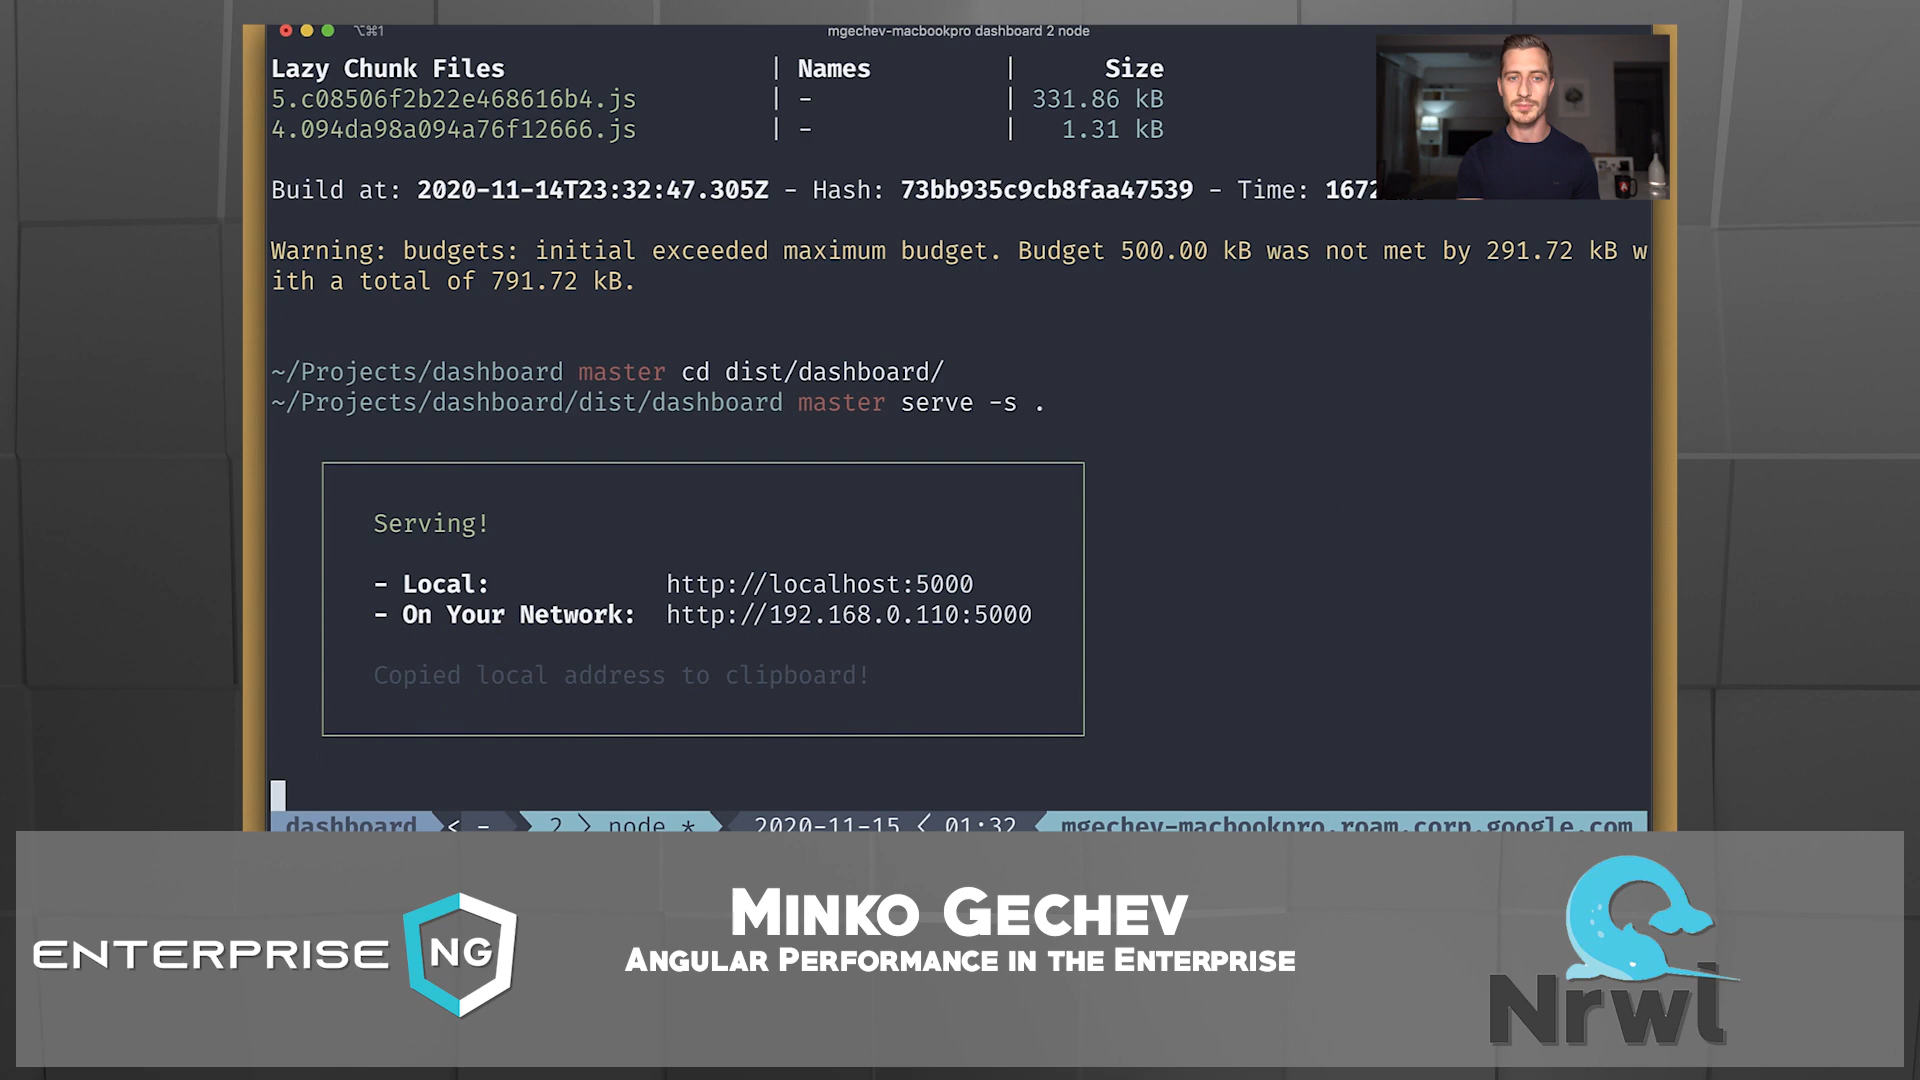 ⌥⌘1
mgechev-macbookpro dashboard 2 node
Lazy Chunk Files | Names | Size
5.c08506f2b22e468616b4.js | - | 331.86 kB
4.094da98a094a76f12666.js | - | 1.31 kB
Build at: 2020-11-14T23:32:47.305Z - Hash: 73bb935c9cb8faa47539 - Time: 1672
Warning: budgets: initial exceeded maximum budget. Budget 500.00 kB was not met by 291.72 kB w
ith a total of 791.72 kB.
~/Projects/dashboard master cd dist/dashboard/
~/Projects/dashboard/dist/dashboard master serve -s .
Serving!
- Local: http://localhost:5000
- On Your Network: http://192.168.0.110:5000
Copied local address to clipboard!
dashboard < - 2 > node * 2020-11-15 < 01:32 mgechev-macbookpro.roam.corp.google.com
ENTERPRISE NG
Minko Gechev
Angular Performance in the Enterprise
Nrwl